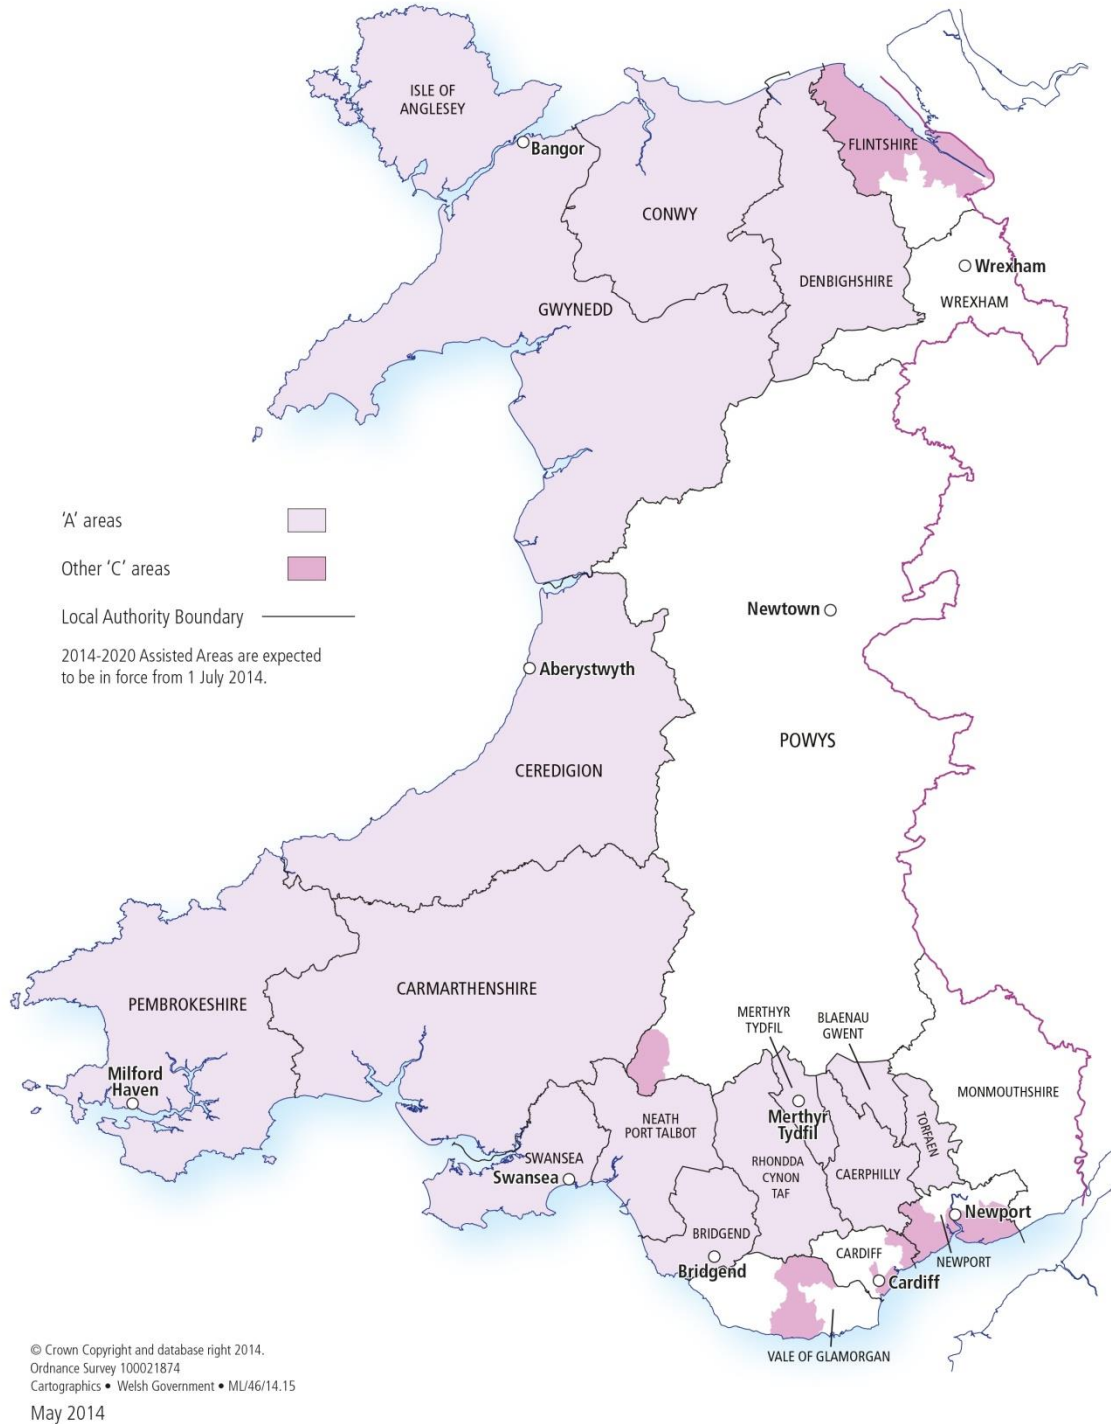 ISLE OF
ANGLESEY
Bangor
FLINTSHIRE
CONWY
Wrexham
DENBIGHSHIRE
WREXHAM
GWYNEDD
'A' areas
Other 'C' areas
Local Authority Boundary
2014-2020 Assisted Areas are expected
to be in force from 1 July 2014.
Newtown
Aberystwyth
POWYS
CEREDIGION
CARMARTHENSHIRE
PEMBROKESHIRE
MERTHYR
TYDFIL
BLAENAU
GWENT
Milford
Haven
MONMOUTHSHIRE
Merthyr
Tydfil
NEATH
PORT TALBOT
TORFAEN
SWANSEA
Swansea
RHONDDA
CYNON
TAF
CAERPHILLY
Newport
BRIDGEND
Bridgend
CARDIFF
NEWPORT
Cardiff
VALE OF GLAMORGAN
© Crown Copyright and database right 2014.
Ordnance Survey 100021874
Cartographics • Welsh Government • ML/46/14.15
May 2014